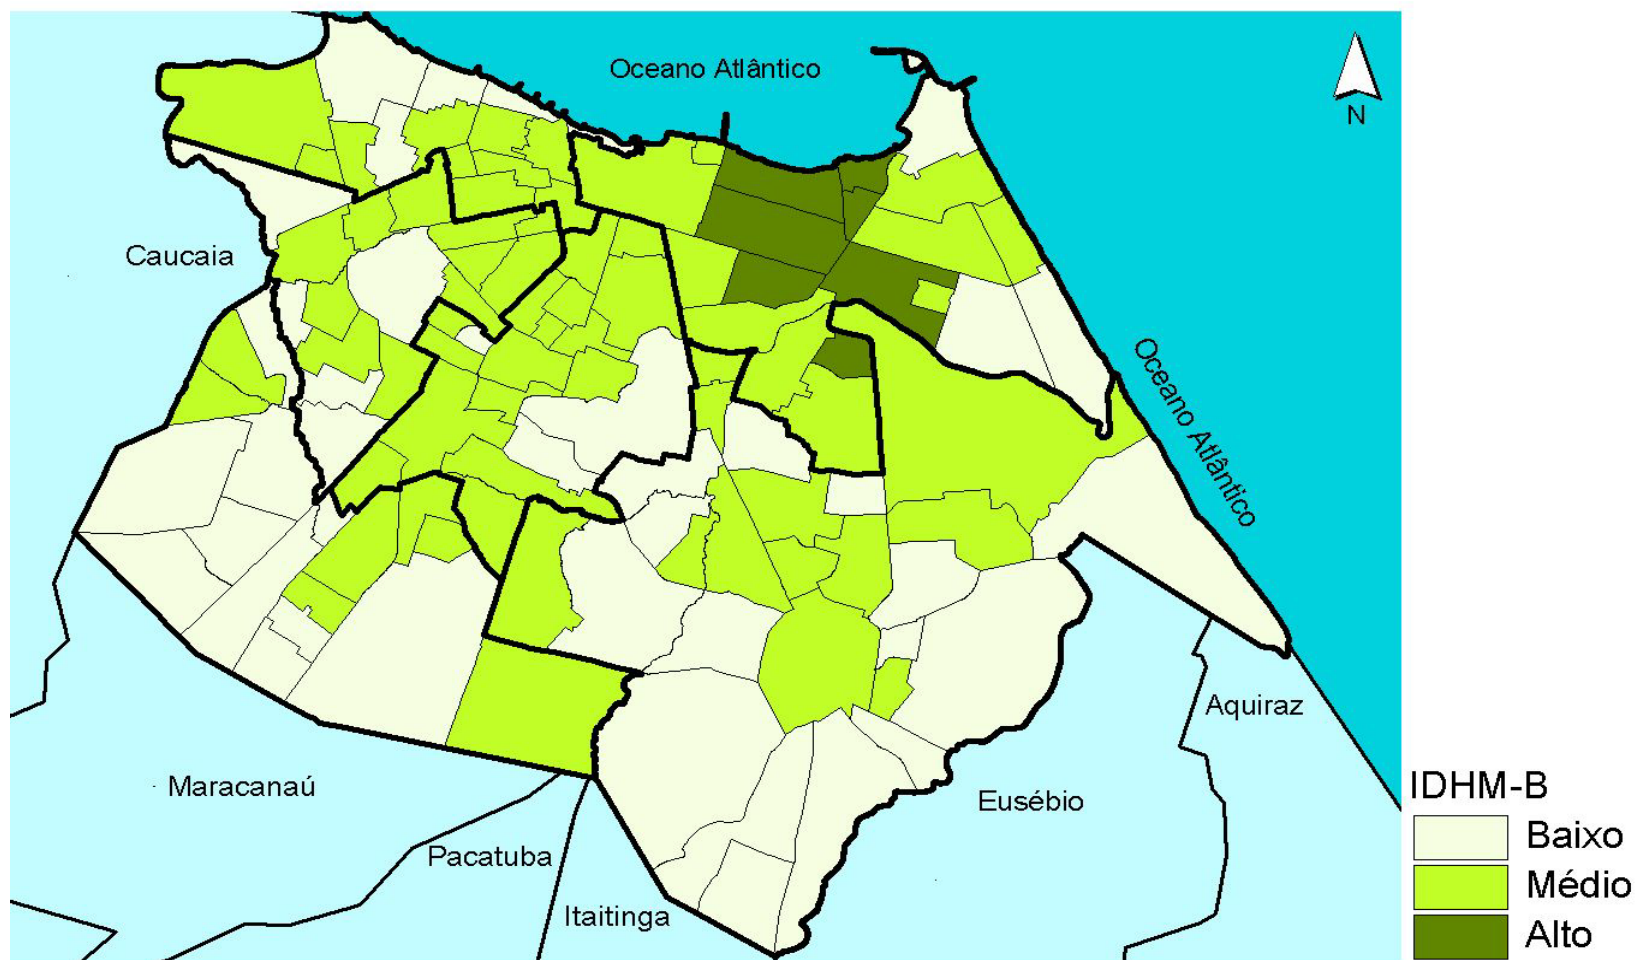 Oceano Atlântico
N
Caucaia
Oceano Atlântico
Aquiraz
Maracanaú
Eusébio
Pacatuba
Itaitinga
IDHM-B
Baixo
Médio
Alto